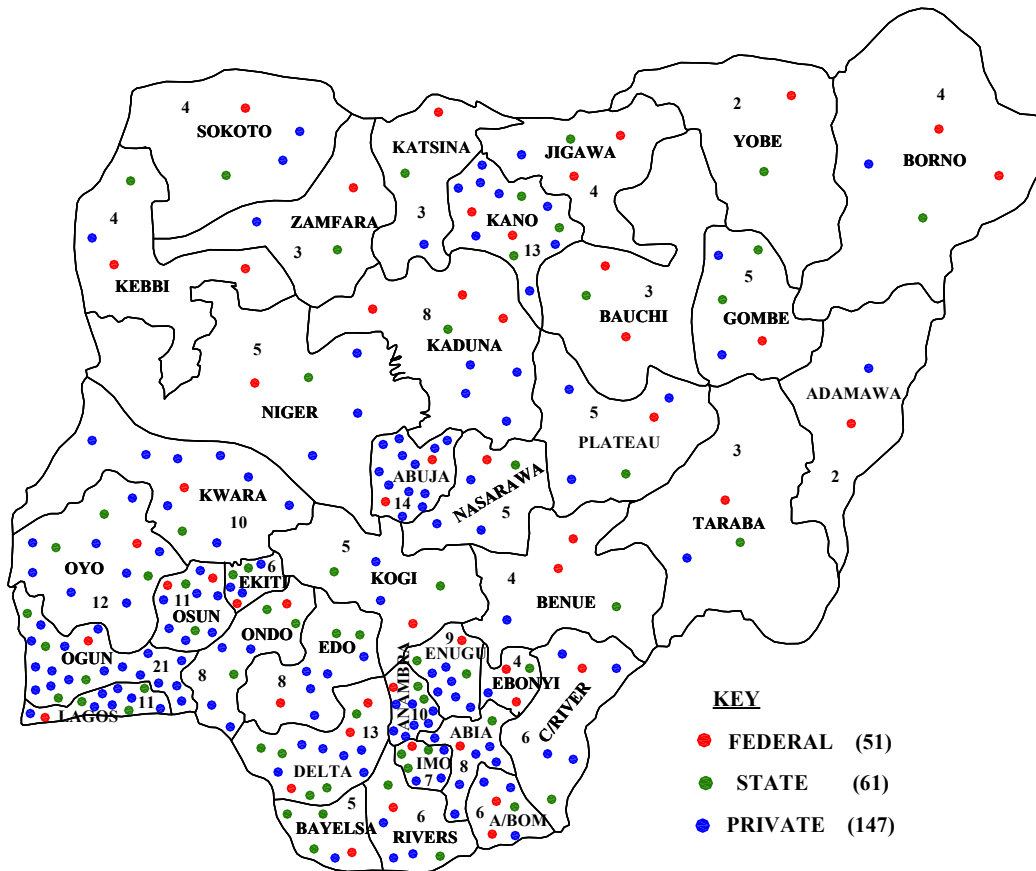 4
SOKOTO
KATSINA
3
JIGAWA
4
2
YOBE
4
BORNO
4
KEBBI
ZAMFARA
3
KANO
13
8
KADUNA
3
BAUCHI
5
GOMBE
5
NIGER
ADAMAWA
2
5
PLATEAU
3
TARABA
ABUJA
14
NASARAWA
5
KWARA
10
OYO
12
11
OSUN
6
EKITI
5
KOGI
4
BENUE
OGUN
21
LAGOS
11
ONDO
8
EDO
8
9
ENUGU
ANAMBRA
10
4
EBONYI
C/RIVER
6
13
DELTA
IMO
7
ABIA
8
5
BAYELSA
6
RIVERS
6
A/BOM
KEY
FEDERAL (51)
STATE (61)
PRIVATE (147)